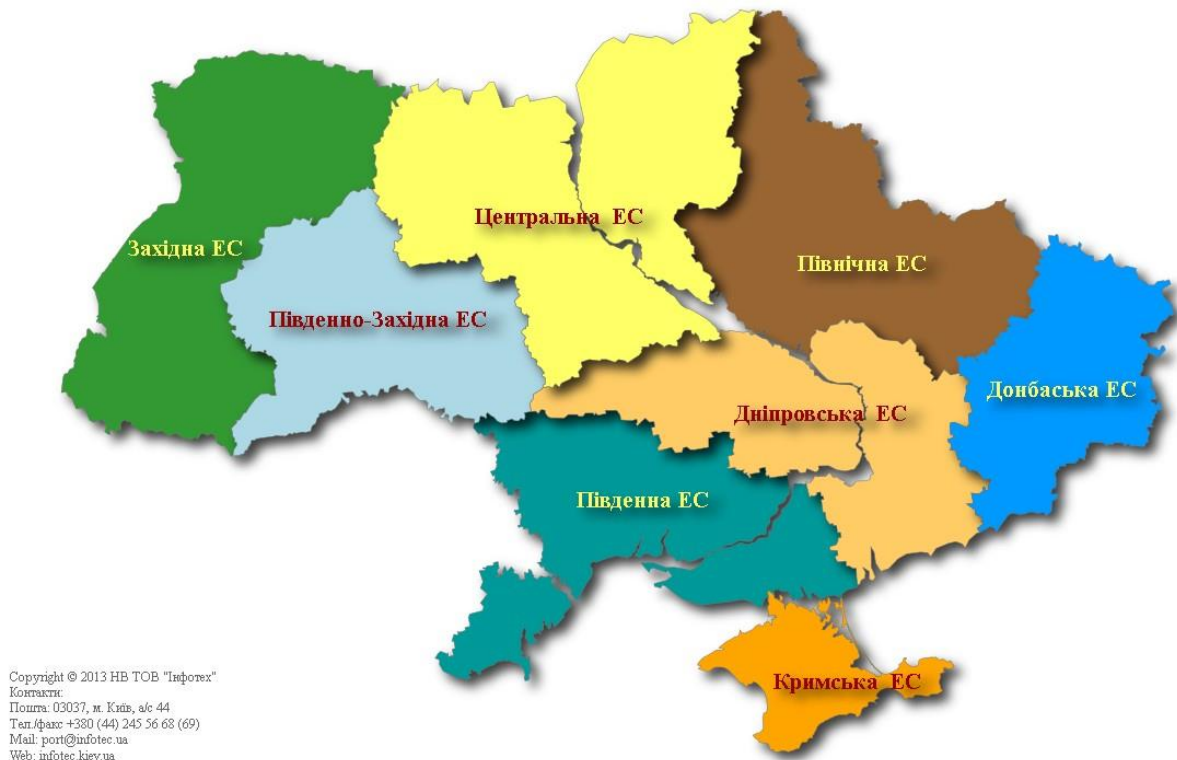 Центральна ЕС
Західна ЕС
Північна ЕС
Південно-Західна ЕС
Донбаська ЕС
Дніпровська ЕС
Південна ЕС
Кримська ЕС
Copyright © 2013 НВ ТОВ "Інфотех"
Контакти:
Пошта: 03037, м. Київ, а/с 44
Тел./факс +380 (44) 245 56 68 (69)
Mail: port@infotec.ua
Web: infotec.kiev.ua